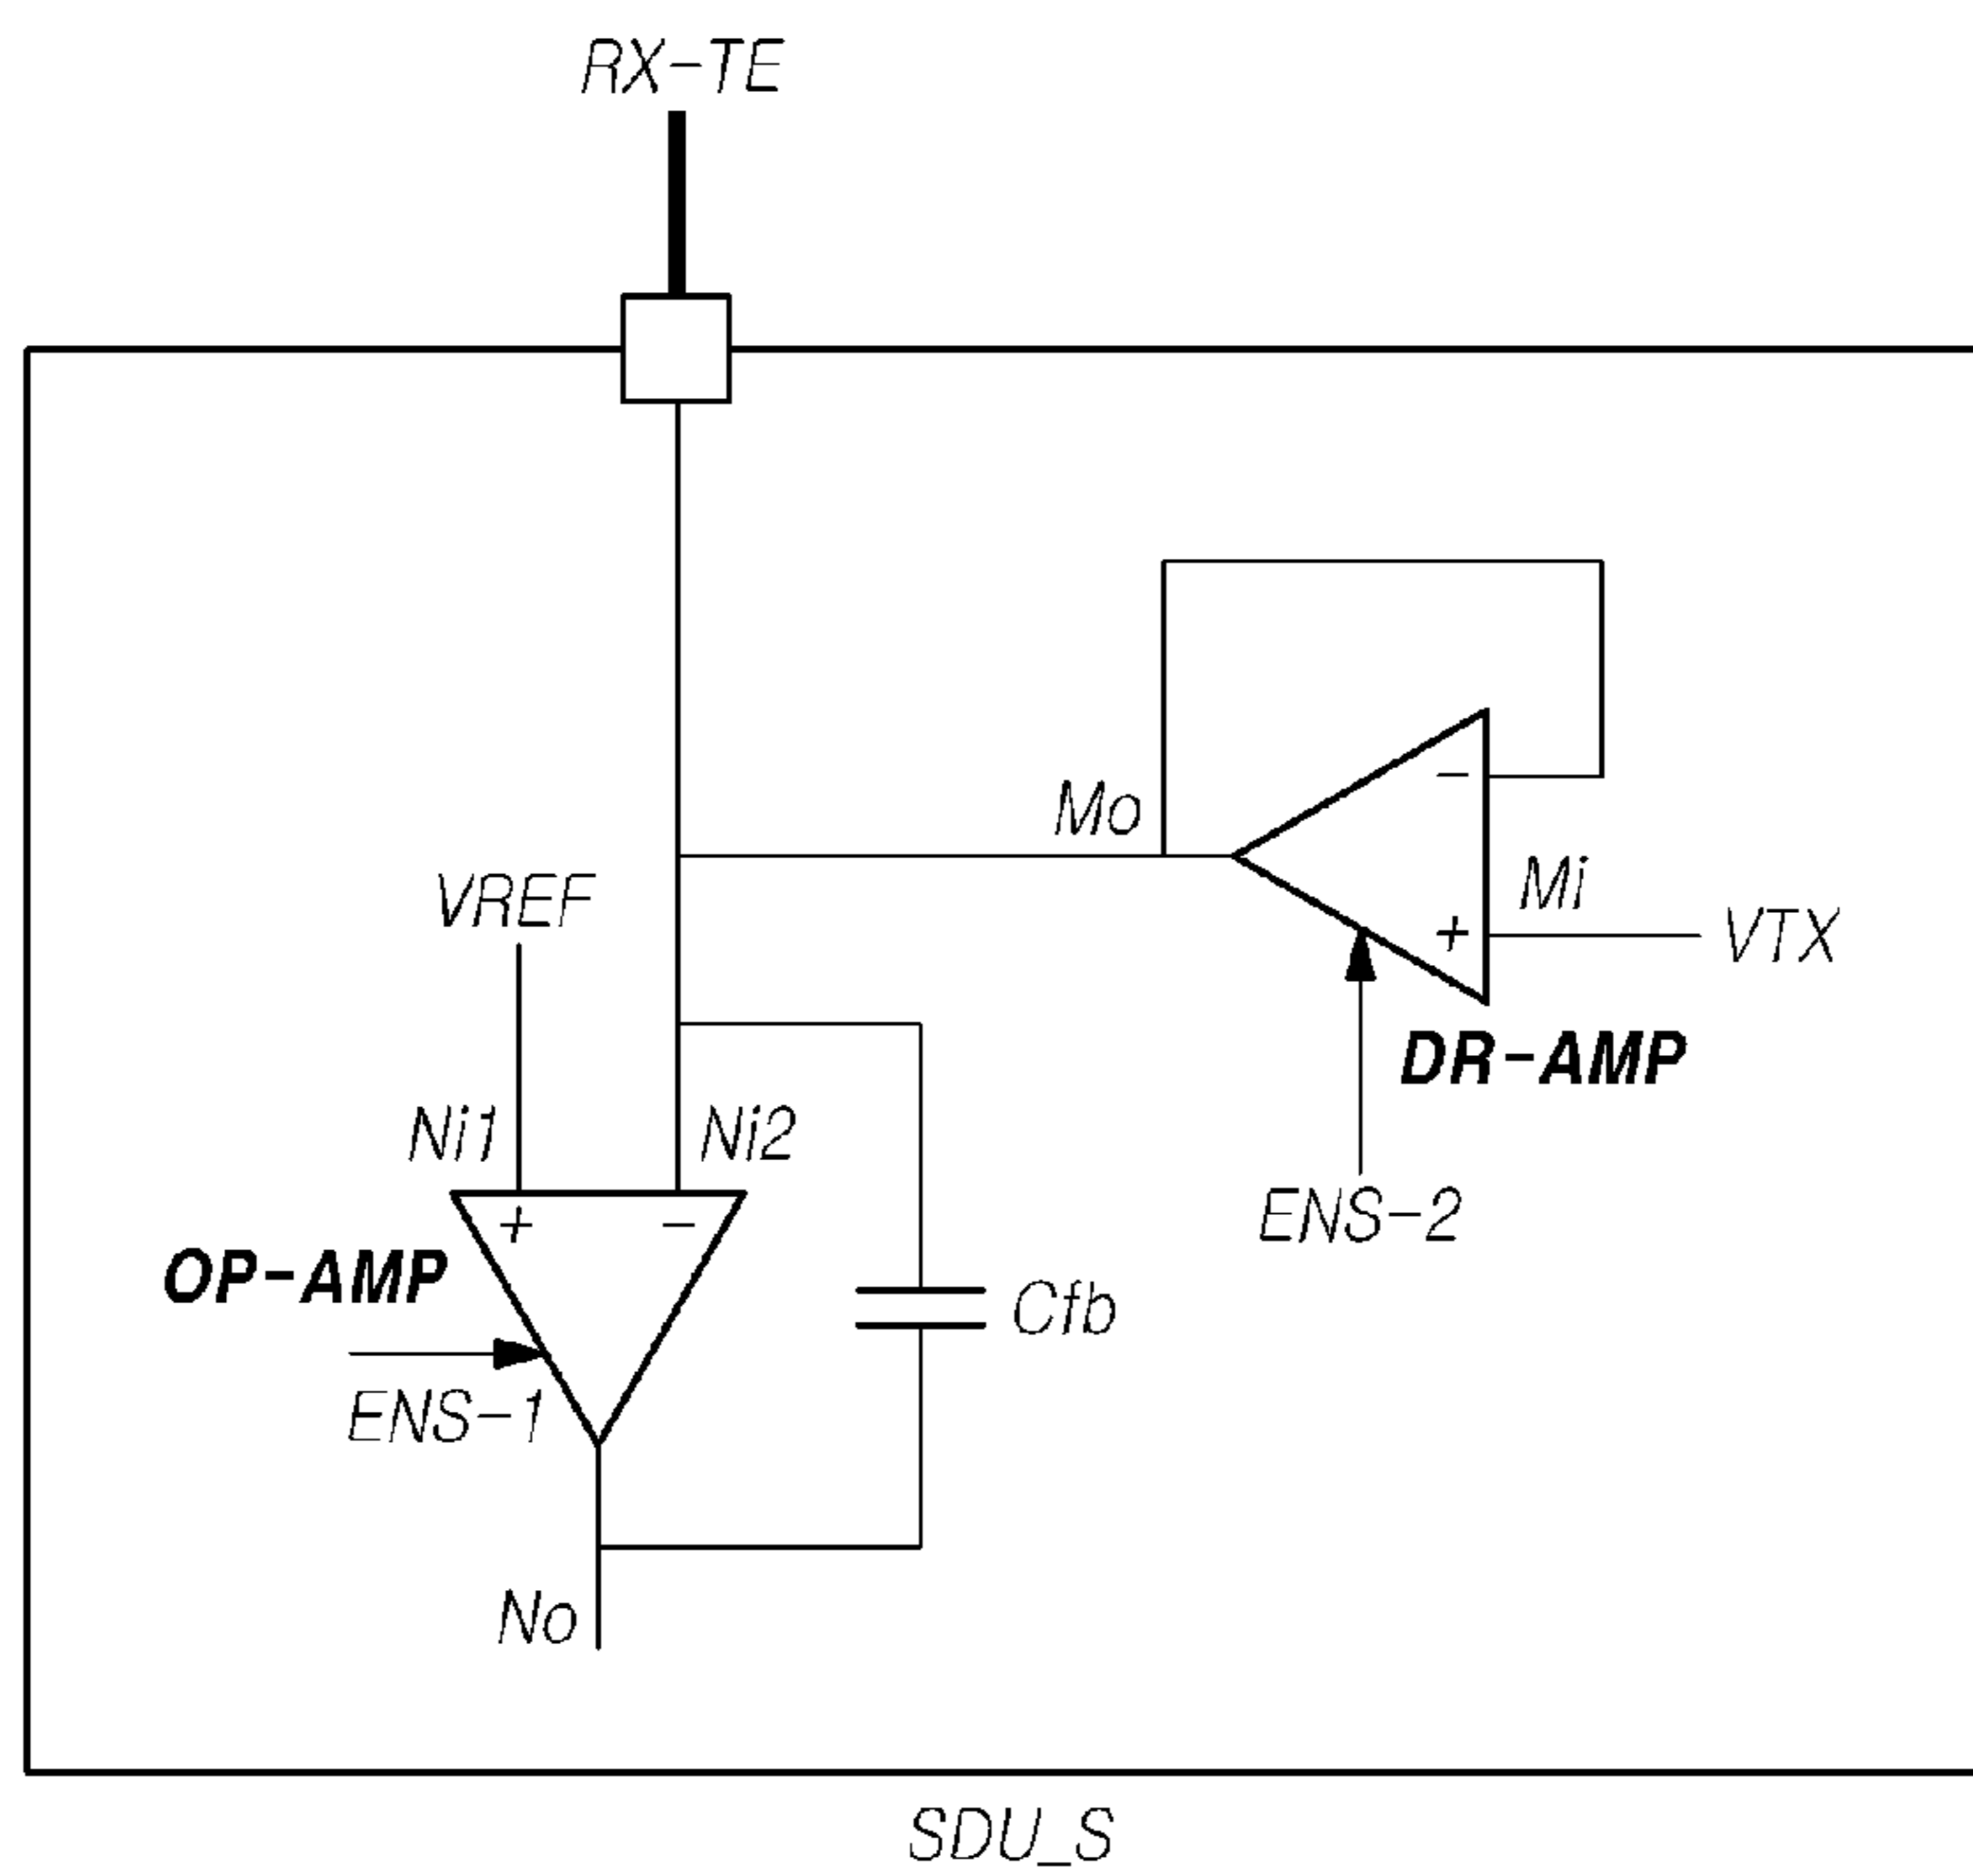 RX-TE
Mo
-
VREF
Mi
+
VTX
DR-AMP
Ni1
Ni2
ENS-2
+
-
OP-AMP
Cfb
ENS-1
No
SDU_S